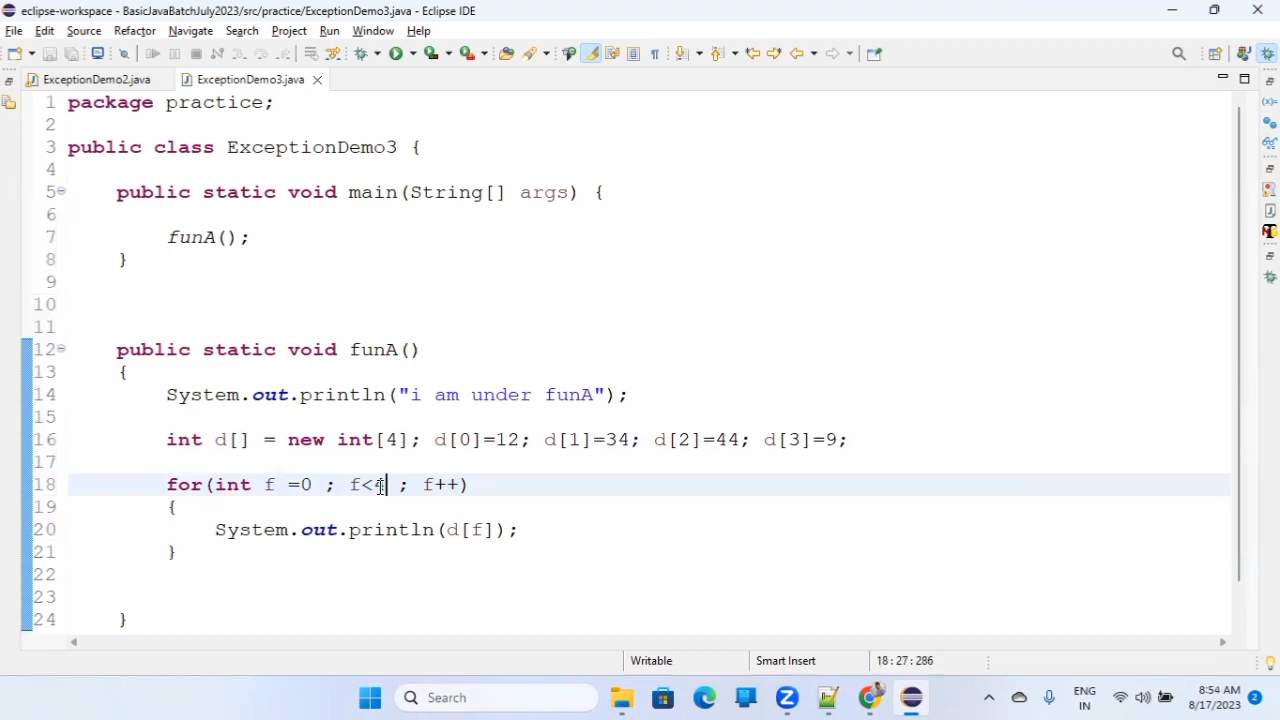 eclipse-workspace - BasicJavaBatchJuly2023/src/practice/ExceptionDemo3.java - Eclipse IDE
File Edit Source Refactor Navigate Search Project Run Window Help
ExceptionDemo2.java ExceptionDemo3.java
1 package practice;
2
3 public class ExceptionDemo3 {
4
5 public static void main(String[] args) {
6
7 funA();
8 }
9
10
11
12 public static void funA()
13 {
14 System.out.println("i am under funA");
15
16 int d[] = new int[4]; d[0]=12; d[1]=34; d[2]=44; d[3]=9;
17
18 for(int f =0 ; f<4 ; f++)
19 {
20 System.out.println(d[f]);
21 }
22
23
24 }
Writable Smart Insert 18 : 27 : 286
Search
ENG
IN
8:54 AM
8/17/2023
2